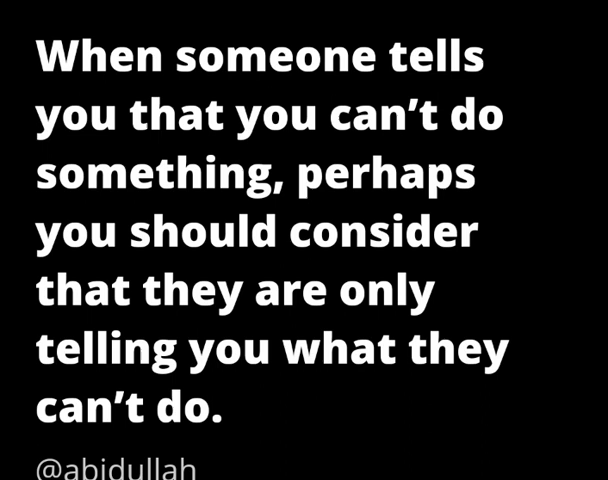 When someone tells
you that you can’t do
something, perhaps
you should consider
that they are only
telling you what they
can’t do.
@abidullah